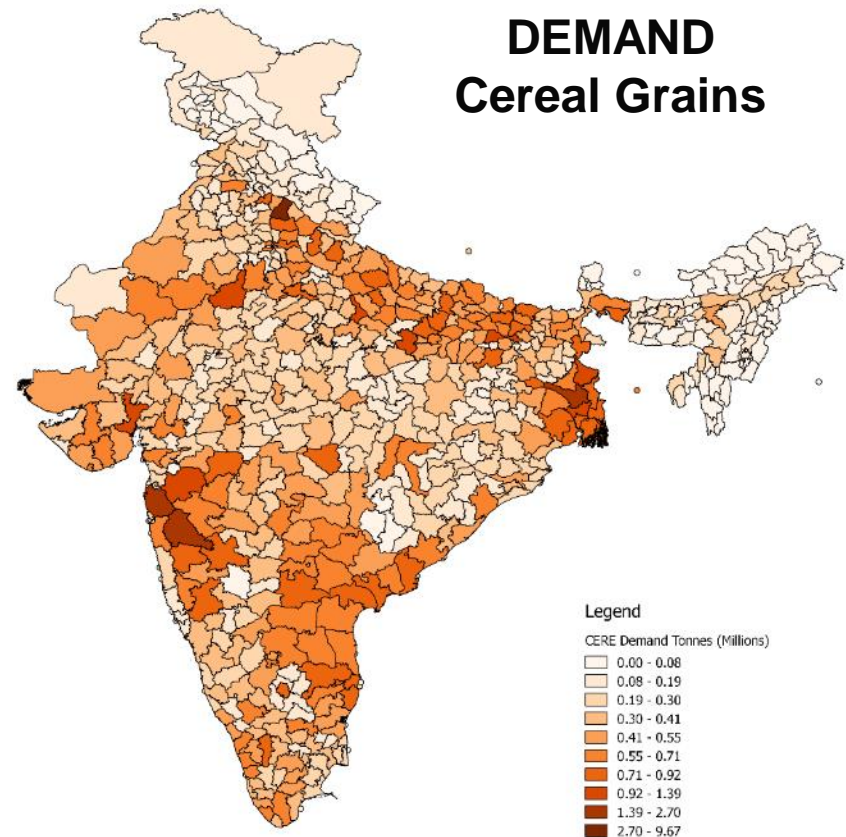 DEMAND
Cereal Grains
Legend
CERE Demand Tonnes (Millions)
0.00 - 0.08
0.08 - 0.19
0.19 - 0.30
0.30 - 0.41
0.41 - 0.55
0.55 - 0.71
0.71 - 0.92
0.92 - 1.39
1.39 - 2.70
2.70 - 9.67